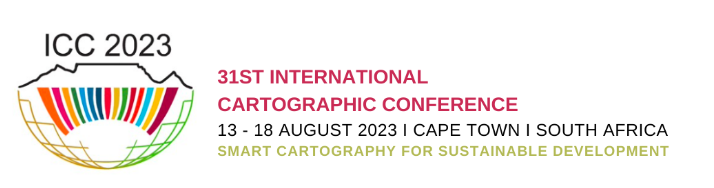 ICC 2023
31ST INTERNATIONAL
CARTOGRAPHIC CONFERENCE
13 - 18 AUGUST 2023 I CAPE TOWN I SOUTH AFRICA
SMART CARTOGRAPHY FOR SUSTAINABLE DEVELOPMENT